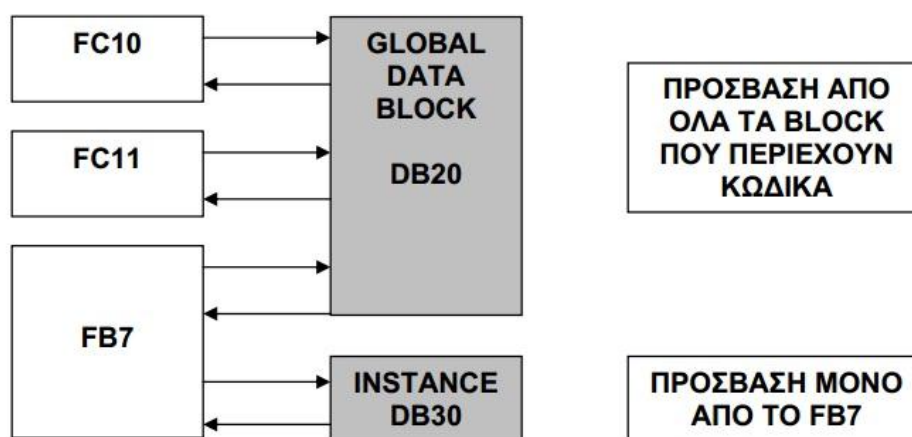 FC10
GLOBAL
DATA
BLOCK
DB20
ΠΡΟΣΒΑΣΗ ΑΠΟ
ΟΛΑ ΤΑ BLOCK
ΠΟΥ ΠΕΡΙΕΧΟΥΝ
ΚΩΔΙΚΑ
FC11
FB7
INSTANCE
DB30
ΠΡΟΣΒΑΣΗ ΜΟΝΟ
ΑΠΟ ΤΟ FB7